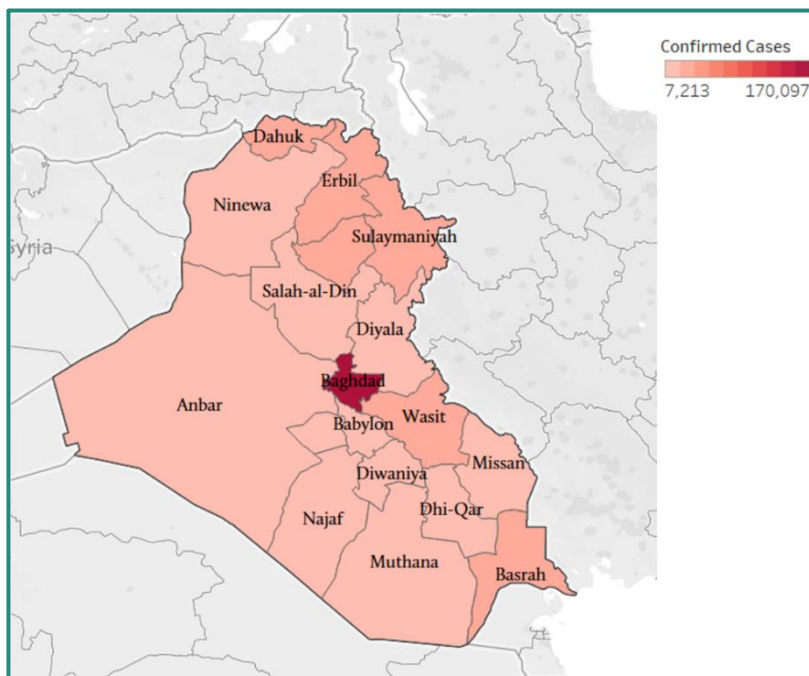 Confirmed Cases
7,213 170,097
Dahuk
Erbil
Ninewa
Sulaymaniyah
Syria
Salah-al-Din
Diyala
Baghdad
Anbar
Wasit
Babylon
Missan
Diwaniya
Dhi-Qar
Najaf
Muthana
Basrah